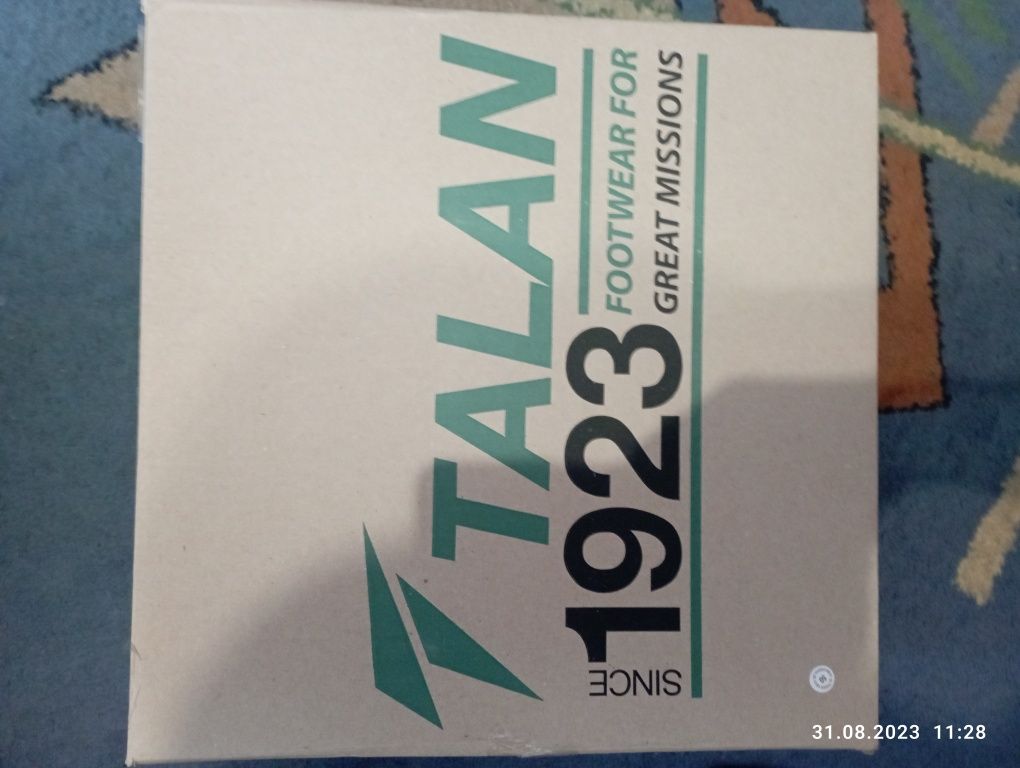 TALAN
SINCE 1923
FOOTWEAR FOR
GREAT MISSIONS
31.08.2023 11:28